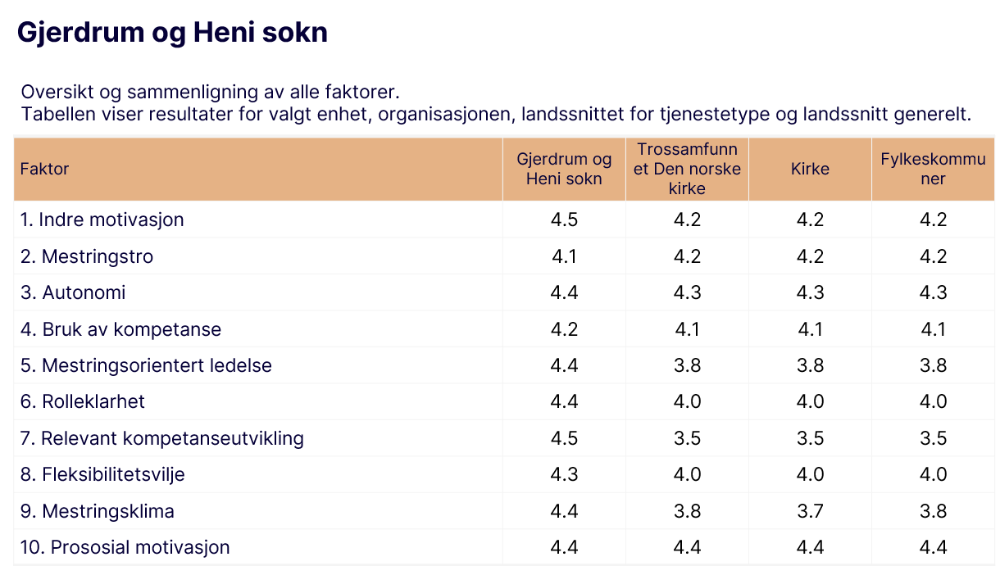 Gjerdrum og Heni sokn
Oversikt og sammenligning av alle faktorer.
Tabellen viser resultater for valgt enhet, organisasjonen, landssnittet for tjenestetype og landssnitt generelt.
Faktor
Gjerdrum og
Heni sokn
Trossamfunn
et Den norske
kirke
Kirke
Fylkeskommu
ner
1. Indre motivasjon 4.5 4.2 4.2 4.2
2. Mestringstro 4.1 4.2 4.2 4.2
3. Autonomi 4.4 4.3 4.3 4.3
4. Bruk av kompetanse 4.2 4.1 4.1 4.1
5. Mestringsorientert ledelse 4.4 3.8 3.8 3.8
6. Rolleklarhet 4.4 4.0 4.0 4.0
7. Relevant kompetanseutvikling 4.5 3.5 3.5 3.5
8. Fleksibilitetsvilje 4.3 4.0 4.0 4.0
9. Mestringsklima 4.4 3.8 3.7 3.8
10. Prososial motivasjon 4.4 4.4 4.4 4.4